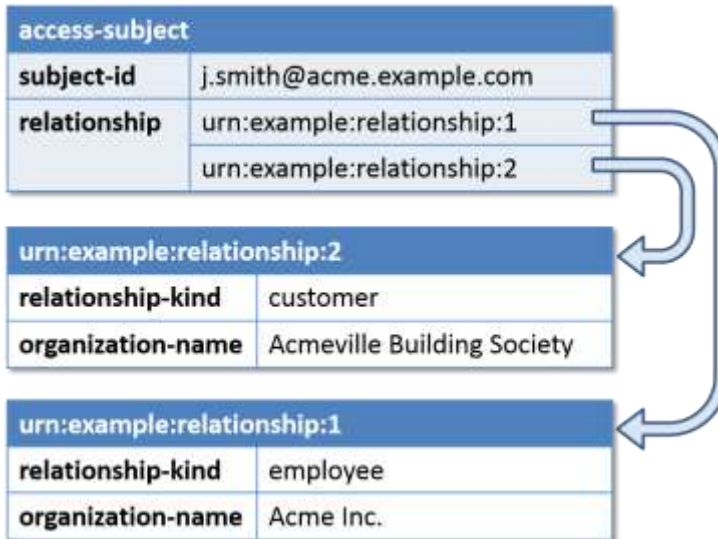 access-subject
subject-id j.smith@acme.example.com
relationship urn:example:relationship:1
urn:example:relationship:2
urn:example:relationship:2
relationship-kind customer
organization-name Acmeville Building Society
urn:example:relationship:1
relationship-kind employee
organization-name Acme Inc.